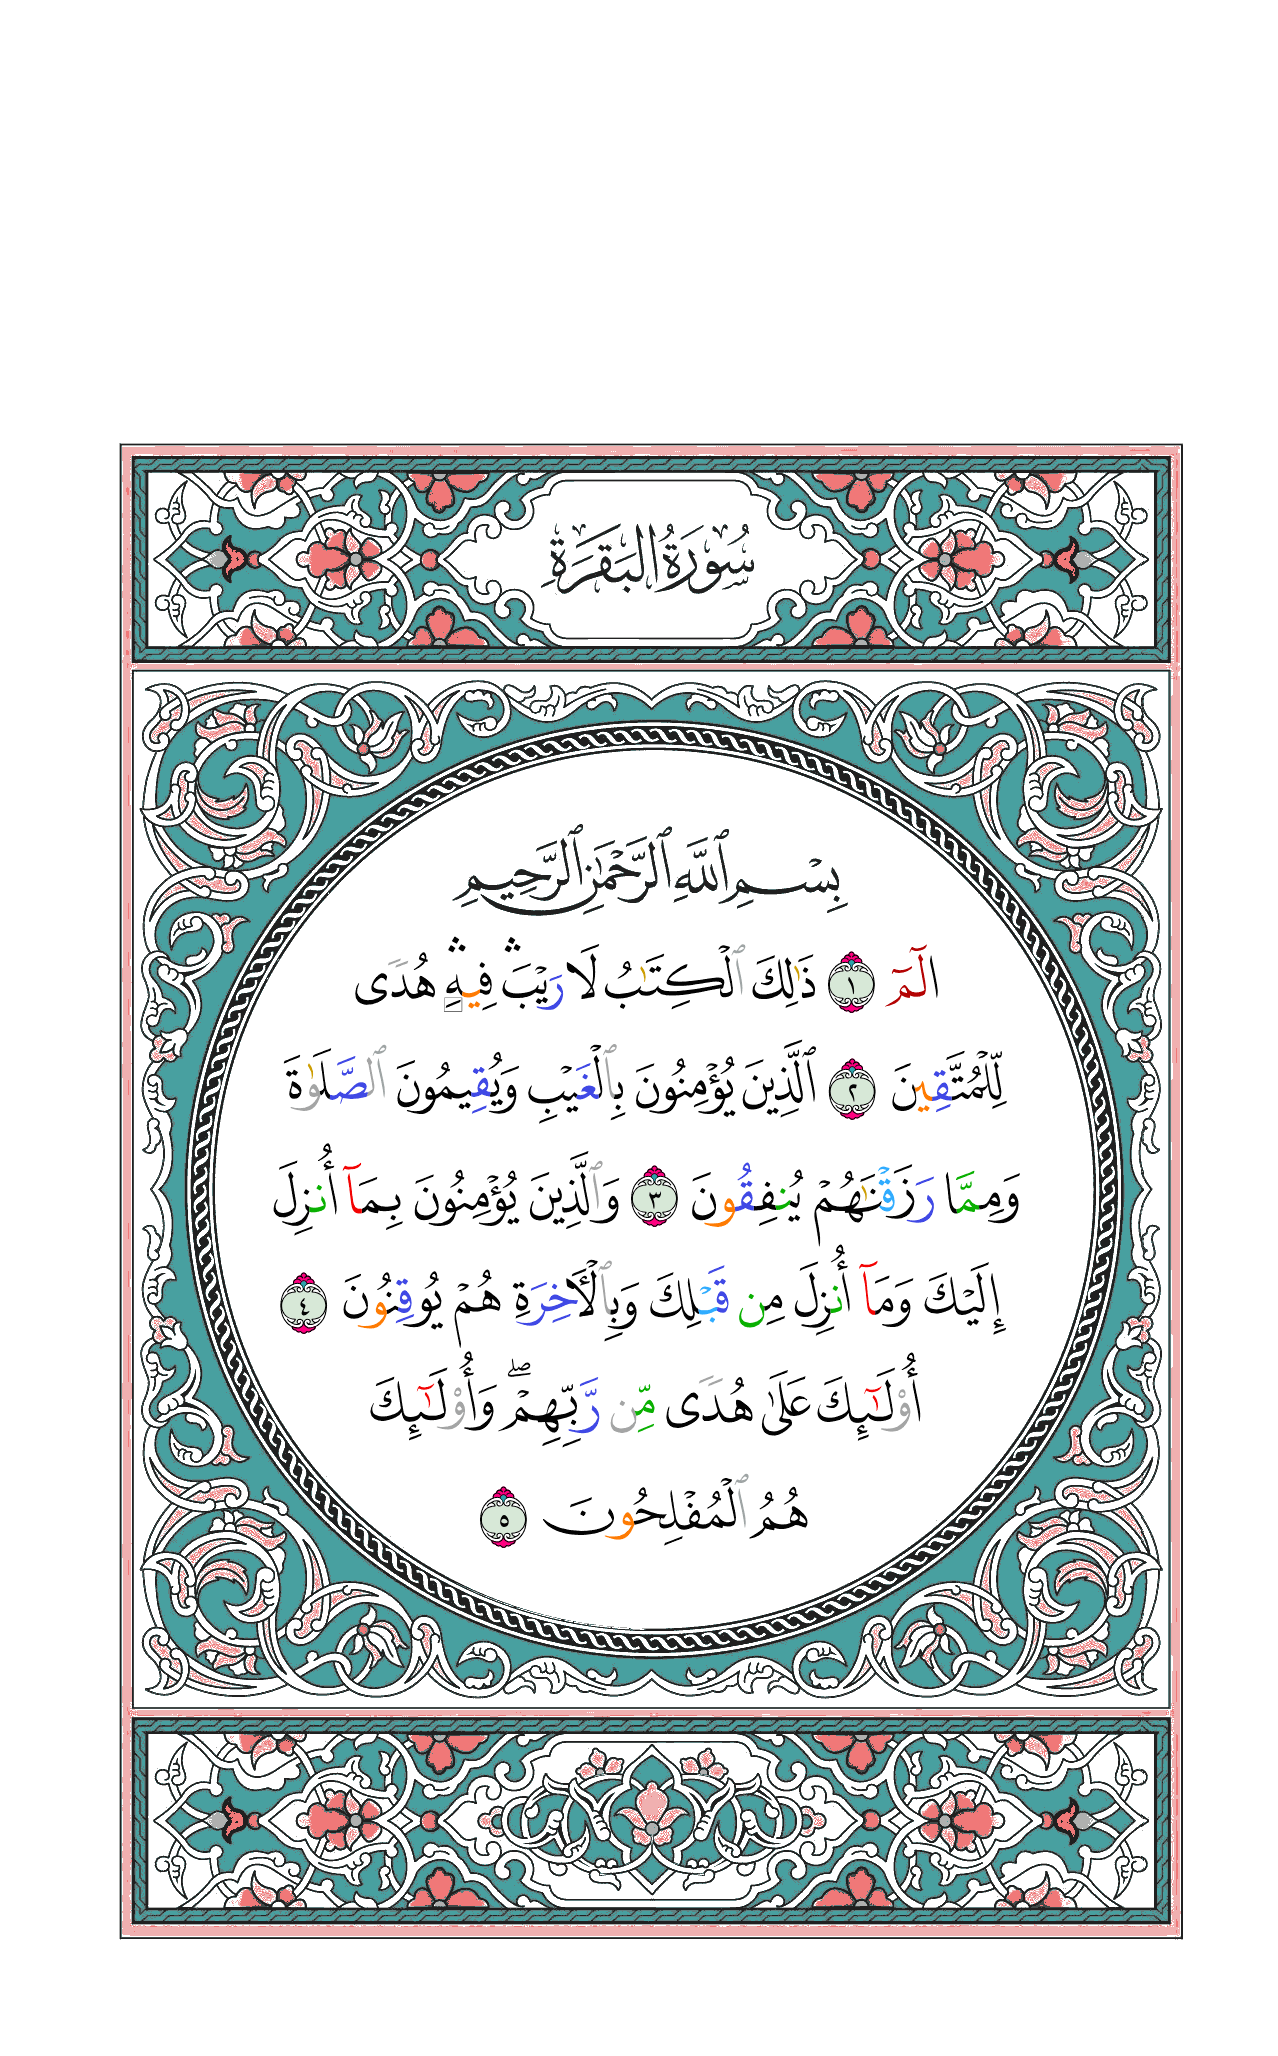 سُورَةُ الْبَقَرَةِ
بِسْمِ ٱللَّهِ ٱلرَّحْمَٰنِ ٱلرَّحِيمِ
الٓمٓ ١ ذَٰلِكَ ٱلْكِتَٰبُ لَا رَيْبَۛ فِيهِۛ هُدًى
لِّلْمُتَّقِينَ ٢ ٱلَّذِينَ يُؤْمِنُونَ بِٱلْغَيْبِ وَيُقِيمُونَ ٱلصَّلَوٰةَ
وَمِمَّا رَزَقْنَٰهُمْ يُنفِقُونَ ٣ وَٱلَّذِينَ يُؤْمِنُونَ بِمَآ أُنزِلَ
إِلَيْكَ وَمَآ أُنزِلَ مِن قَبْلِكَ وَبِٱلْأَخِرَةِ هُمْ يُوقِنُونَ ٤
أُوْلَٰٓئِكَ عَلَىٰ هُدًى مِّن رَّبِّهِمْۖ وَأُوْلَٰٓئِكَ
هُمُ ٱلْمُفْلِحُونَ ٥